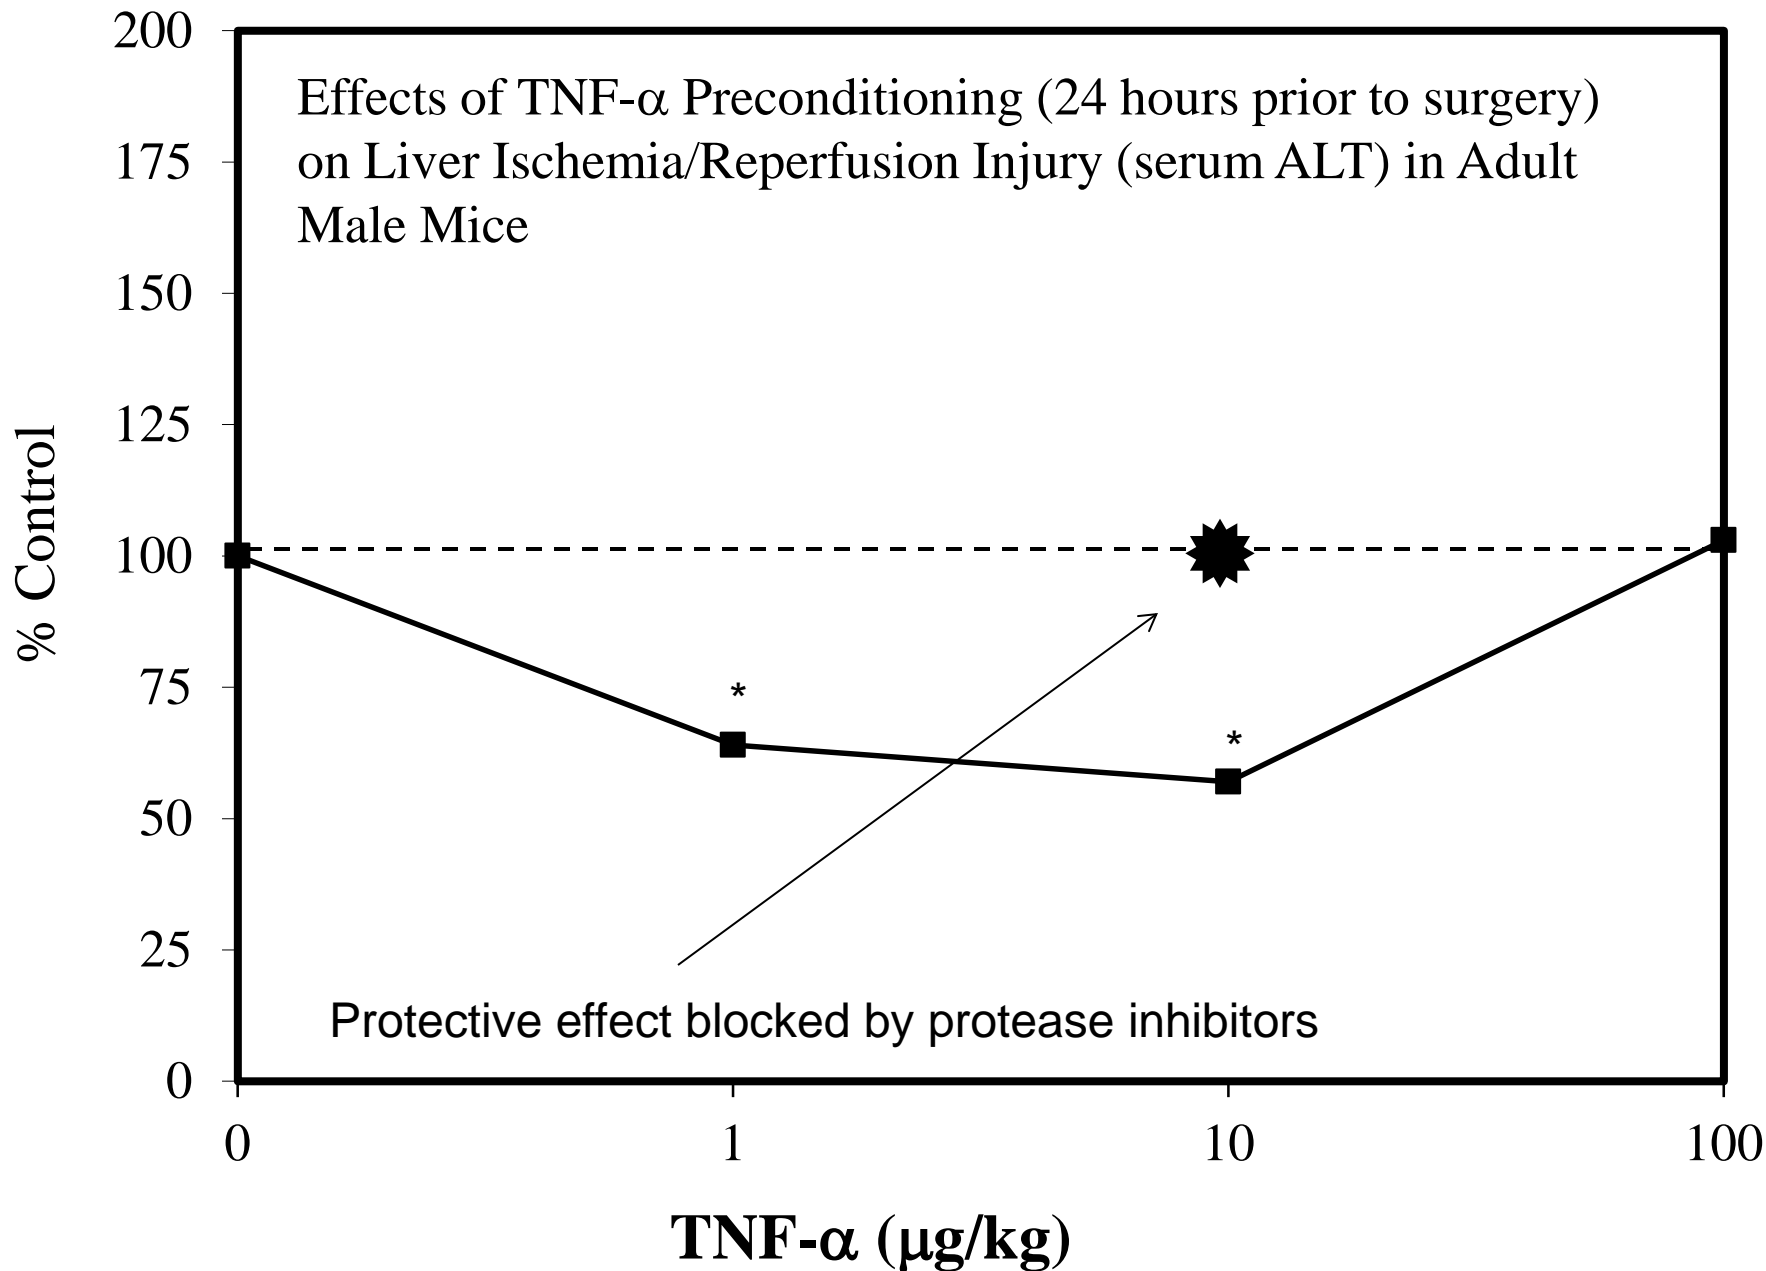 200
Effects of TNF-α Preconditioning (24 hours prior to surgery)
175
on Liver Ischemia/Reperfusion Injury (serum ALT) in Adult
Male Mice
150
125
% Control
100
75
*
*
50
25
Protective effect blocked by protease inhibitors
0
0 1 10 100
TNF-α (μg/kg)